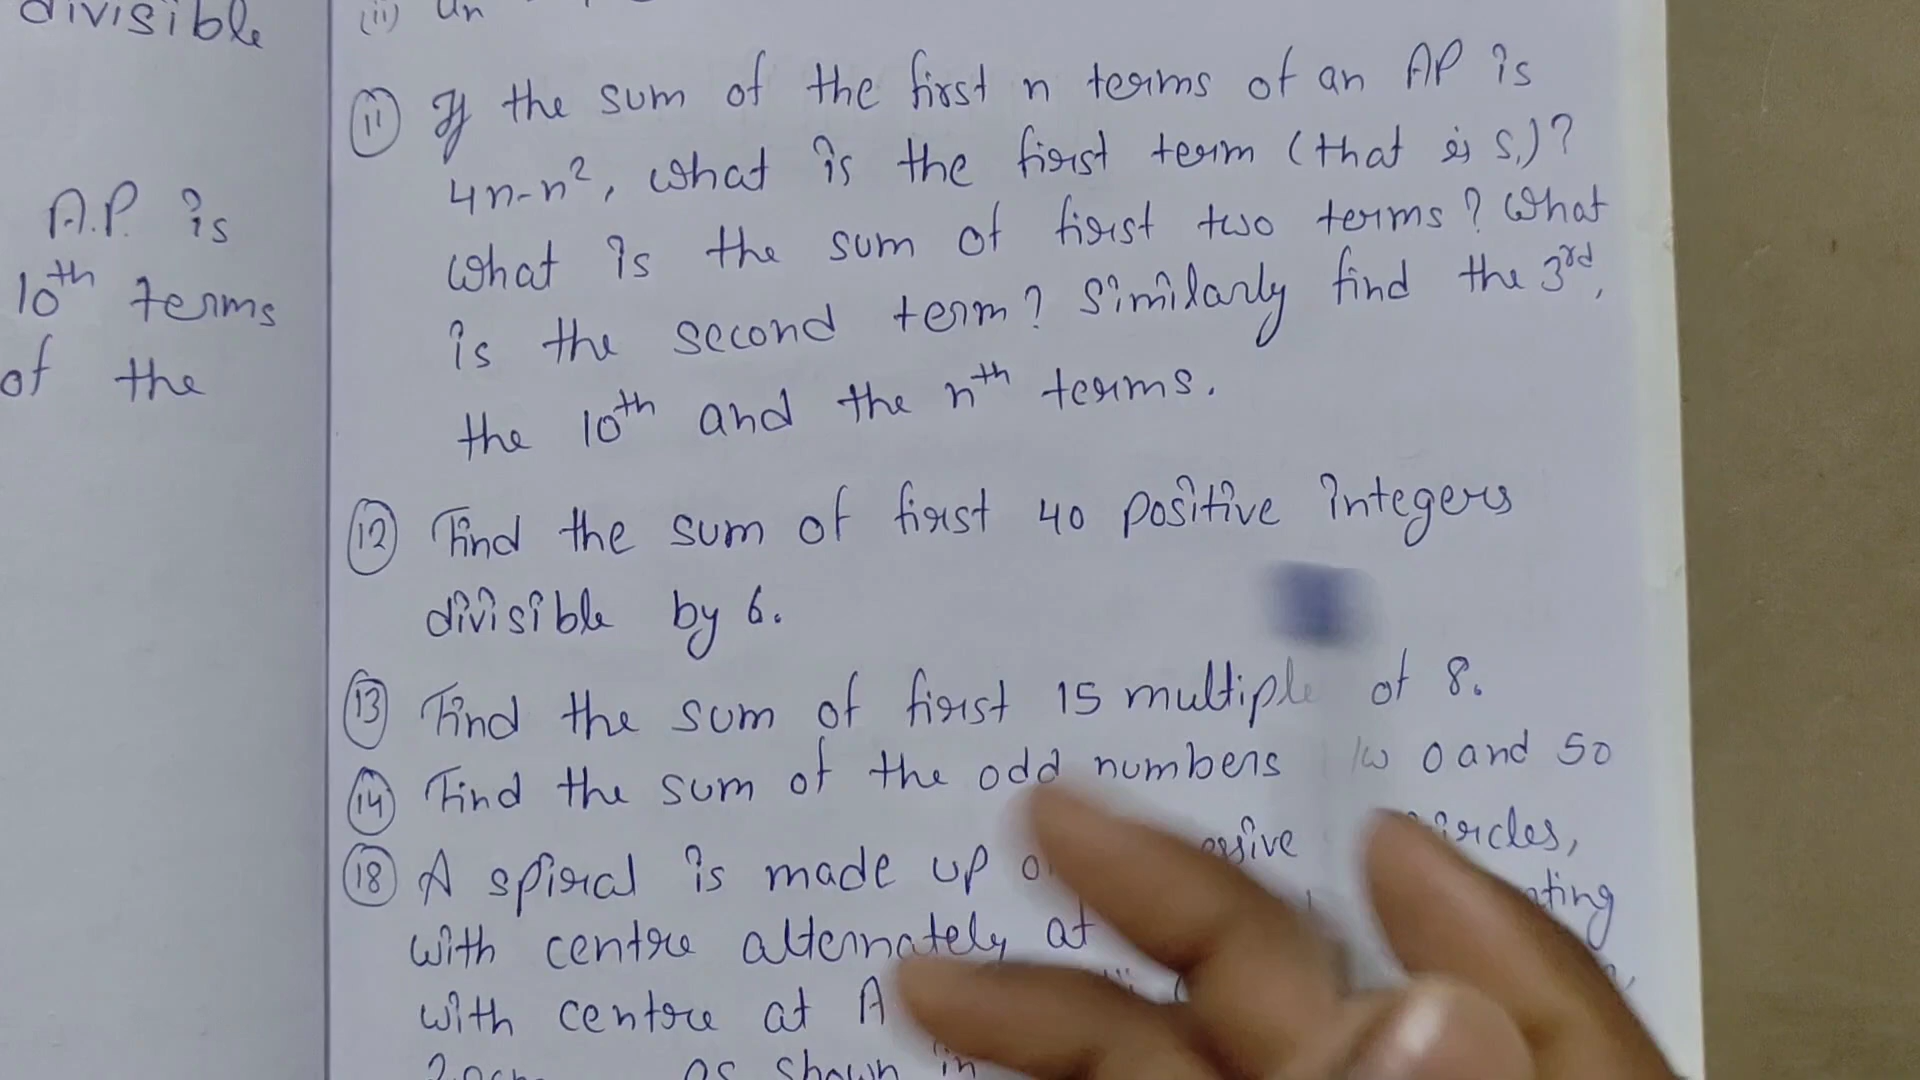 divisible
A.P. is
10th terms
of the
(ii) un
(11) If the sum of the first n terms of an AP is
4n-n², what is the first term (that is S₁)?
what is the sum of first two terms? What
is the second term? Similarly find the 3rd,
the 10th and the nth terms.
(12) Find the sum of first 40 positive integers
divisible by 6.
(13) Find the sum of first 15 multiple of 8.
(14) Find the sum of the odd numbers 0 and 50
(18) A spiral is made up
with centre alternately at
with centre at A
as shown in